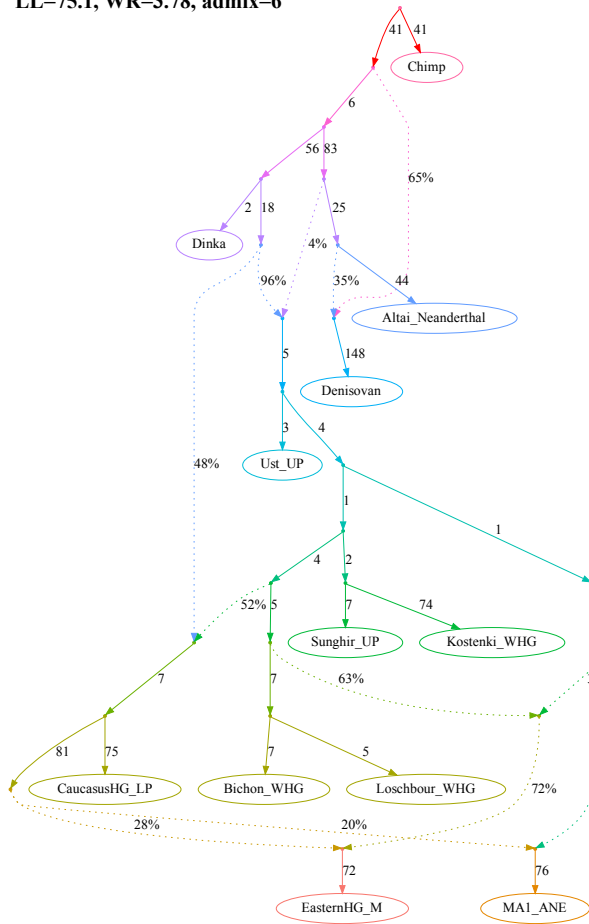 LL=75.1, WR=3.78, admix=6
41
41
Chimp
6
56
83
65%
2
18
25
Dinka
4%
96%
35%
44
Altai_Neanderthal
5
148
Denisovan
3
4
Ust_UP
48%
1
1
4
2
52%
5
7
74
Sunghir_UP
Kostenki_WHG
7
7
63%
81
75
7
5
CaucasusHG_LP
Bichon_WHG
Loschbour_WHG
72%
28%
20%
72
76
EasternHG_M
MA1_ANE